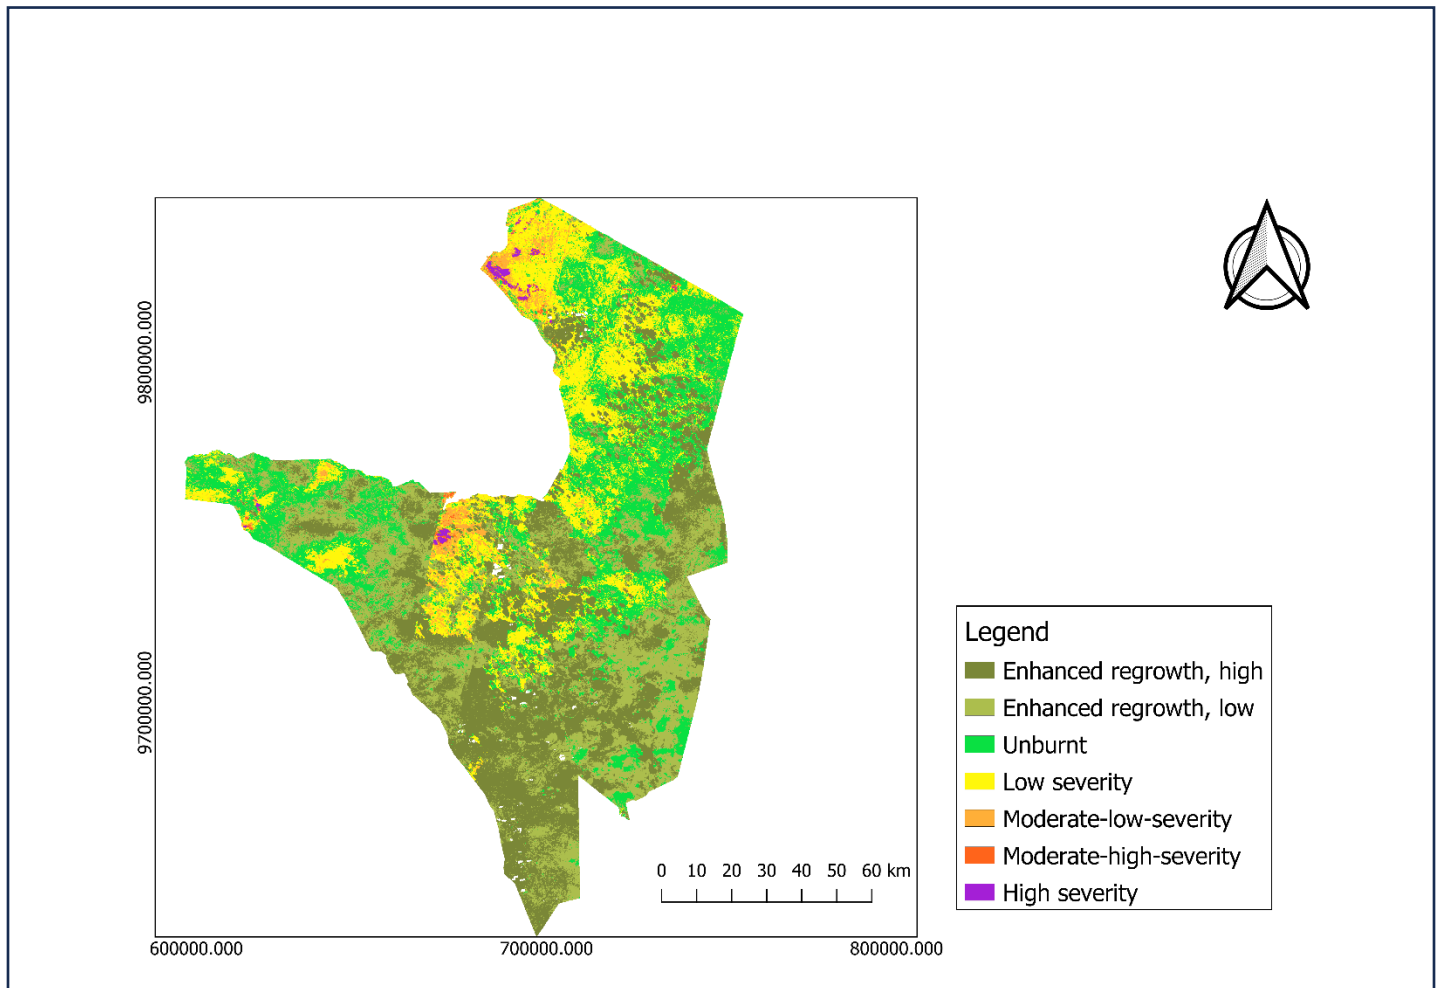 9800000.000
9700000.000
600000.000
700000.000
800000.000
0 10 20 30 40 50 60 km
Legend
Enhanced regrowth, high
Enhanced regrowth, low
Unburnt
Low severity
Moderate-low-severity
Moderate-high-severity
High severity